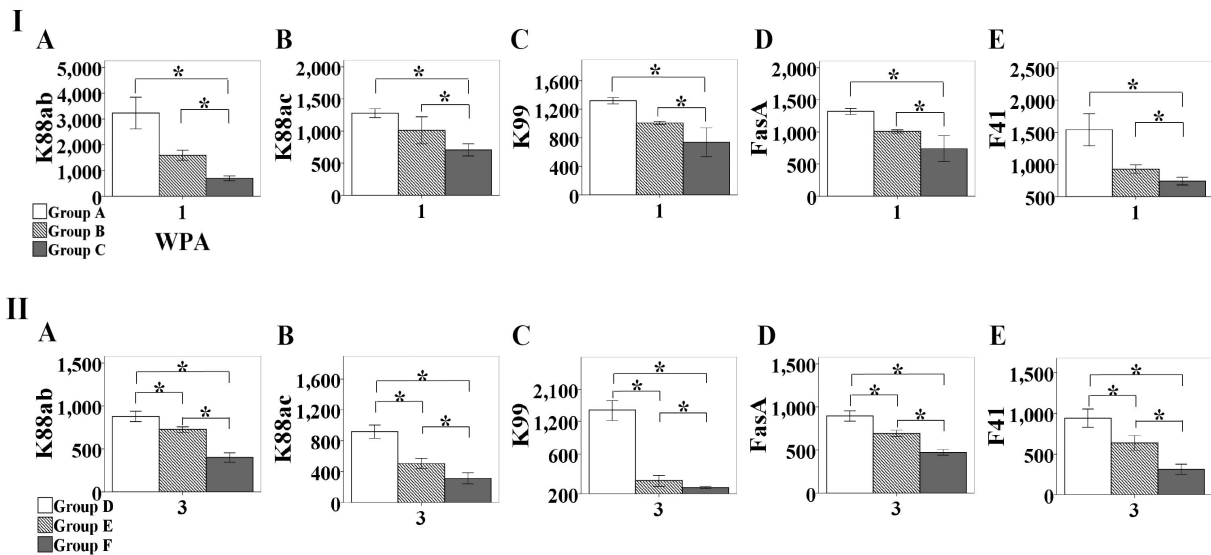 I
A
K88ab
5,000
4,000
3,000
2,000
1,000
0
*
*
1
WPA
Group A
Group B
Group C
B
K88ac
2,000
1,500
1,000
500
0
*
*
1
C
K99
1,600
1,200
800
400
0
*
*
1
D
FasA
2,000
1,500
1,000
500
0
*
*
1
E
F41
2,500
2,000
1,500
1,000
500
*
*
1
II
A
K88ab
1,500
1,000
500
0
*
*
*
3
Group D
Group E
Group F
B
K88ac
1,600
1,200
800
400
0
*
*
*
3
C
K99
2,100
1,200
600
200
*
*
*
3
D
FasA
1,500
1,000
500
0
*
*
*
3
E
F41
1,500
1,000
500
0
*
*
*
3